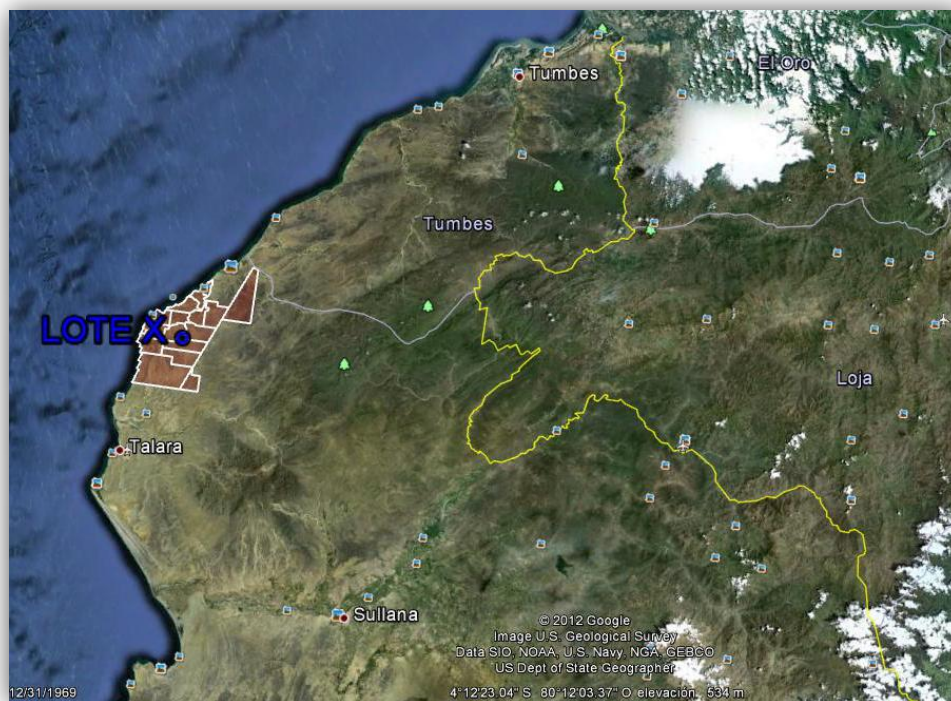 Tumbes
El Oro
Tumbes
LOTE X
Loja
Talara
Sullana
© 2012 Google
Image U.S. Geological Survey
Data SIO, NOAA, U.S. Navy, NGA, GEBCO
US Dept of State Geographer
12/31/1969
4°12'23.04" S 80°12'03.37" O elevación 534 m